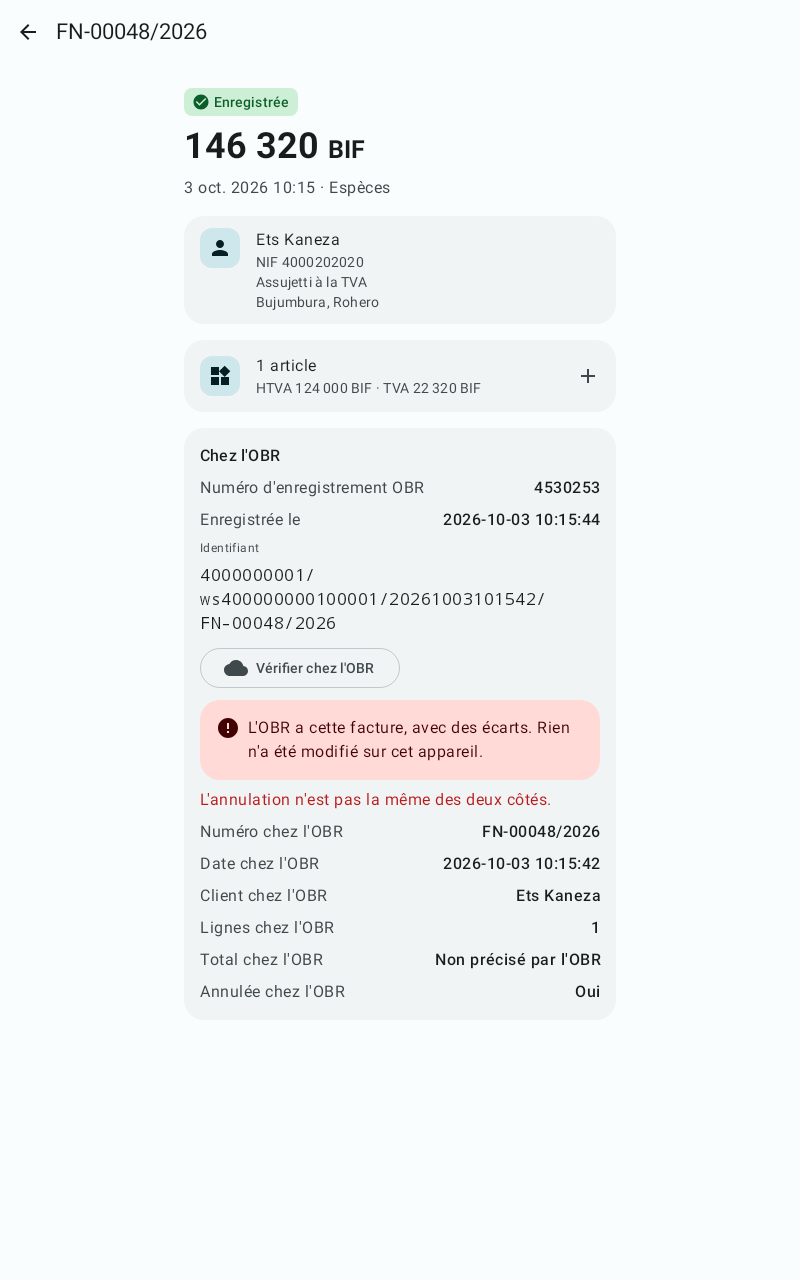 FN-00048/2026
Enregistrée
146 320 BIF
3 oct. 2026 10:15 · Espèces
Ets Kaneza
NIF 4000202020
Assujetti à la TVA
Bujumbura, Rohero
1 article
HTVA 124 000 BIF · TVA 22 320 BIF
Chez l'OBR
Numéro d'enregistrement OBR 4530253
Enregistrée le 2026-10-03 10:15:44
Identifiant
4000000001/
ws400000000100001/20261003101542/
FN-00048/2026
Vérifier chez l'OBR
L'OBR a cette facture, avec des écarts. Rien
n'a été modifié sur cet appareil.
L'annulation n'est pas la même des deux côtés.
Numéro chez l'OBR FN-00048/2026
Date chez l'OBR 2026-10-03 10:15:42
Client chez l'OBR Ets Kaneza
Lignes chez l'OBR 1
Total chez l'OBR Non précisé par l'OBR
Annulée chez l'OBR Oui